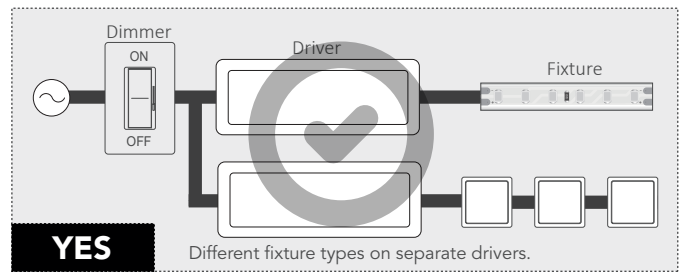 Dimmer
ON
OFF
Driver
Fixture
YES
Different fixture types on separate drivers.